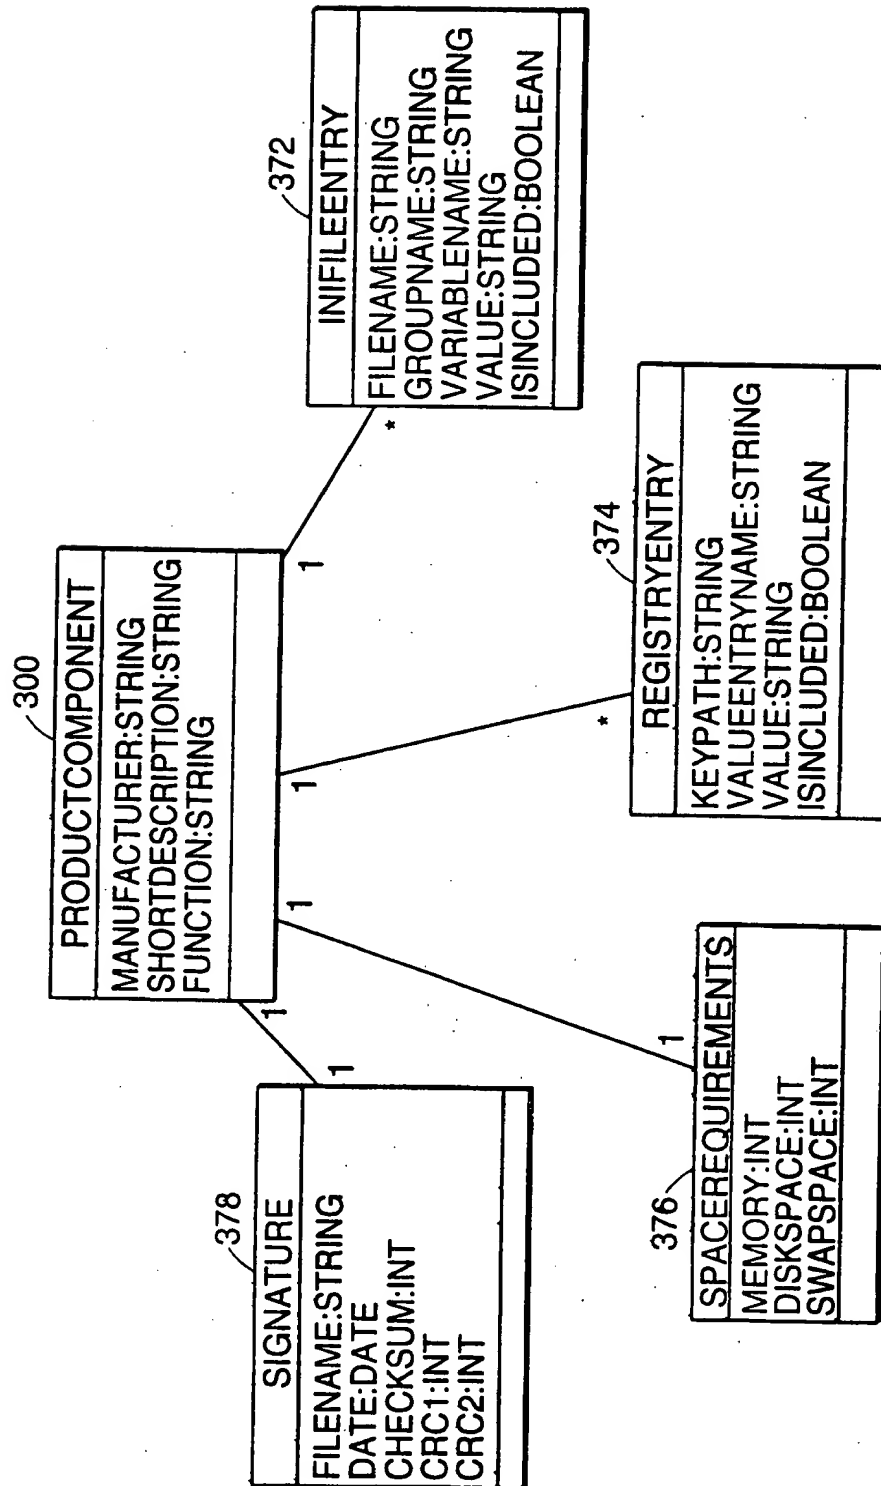 300
PRODUCTCOMPONENT
MANUFACTURER:STRING
SHORTDESCRIPTION:STRING
FUNCTION:STRING
1
1
1
1
378
SIGNATURE
FILENAME:STRING
DATE:DATE
CHECKSUM:INT
CRC1:INT
CRC2:INT
1
376
SPACEREQUIREMENTS
MEMORY:INT
DISKSPACE:INT
SWAPSPACE:INT
1
374
REGISTRYENTRY
KEYPATH:STRING
VALUEENTRYNAME:STRING
VALUE:STRING
ISINCLUDED:BOOLEAN
*
372
INIFILEENTRY
FILENAME:STRING
GROUPNAME:STRING
VARIABLENAME:STRING
VALUE:STRING
ISINCLUDED:BOOLEAN
*